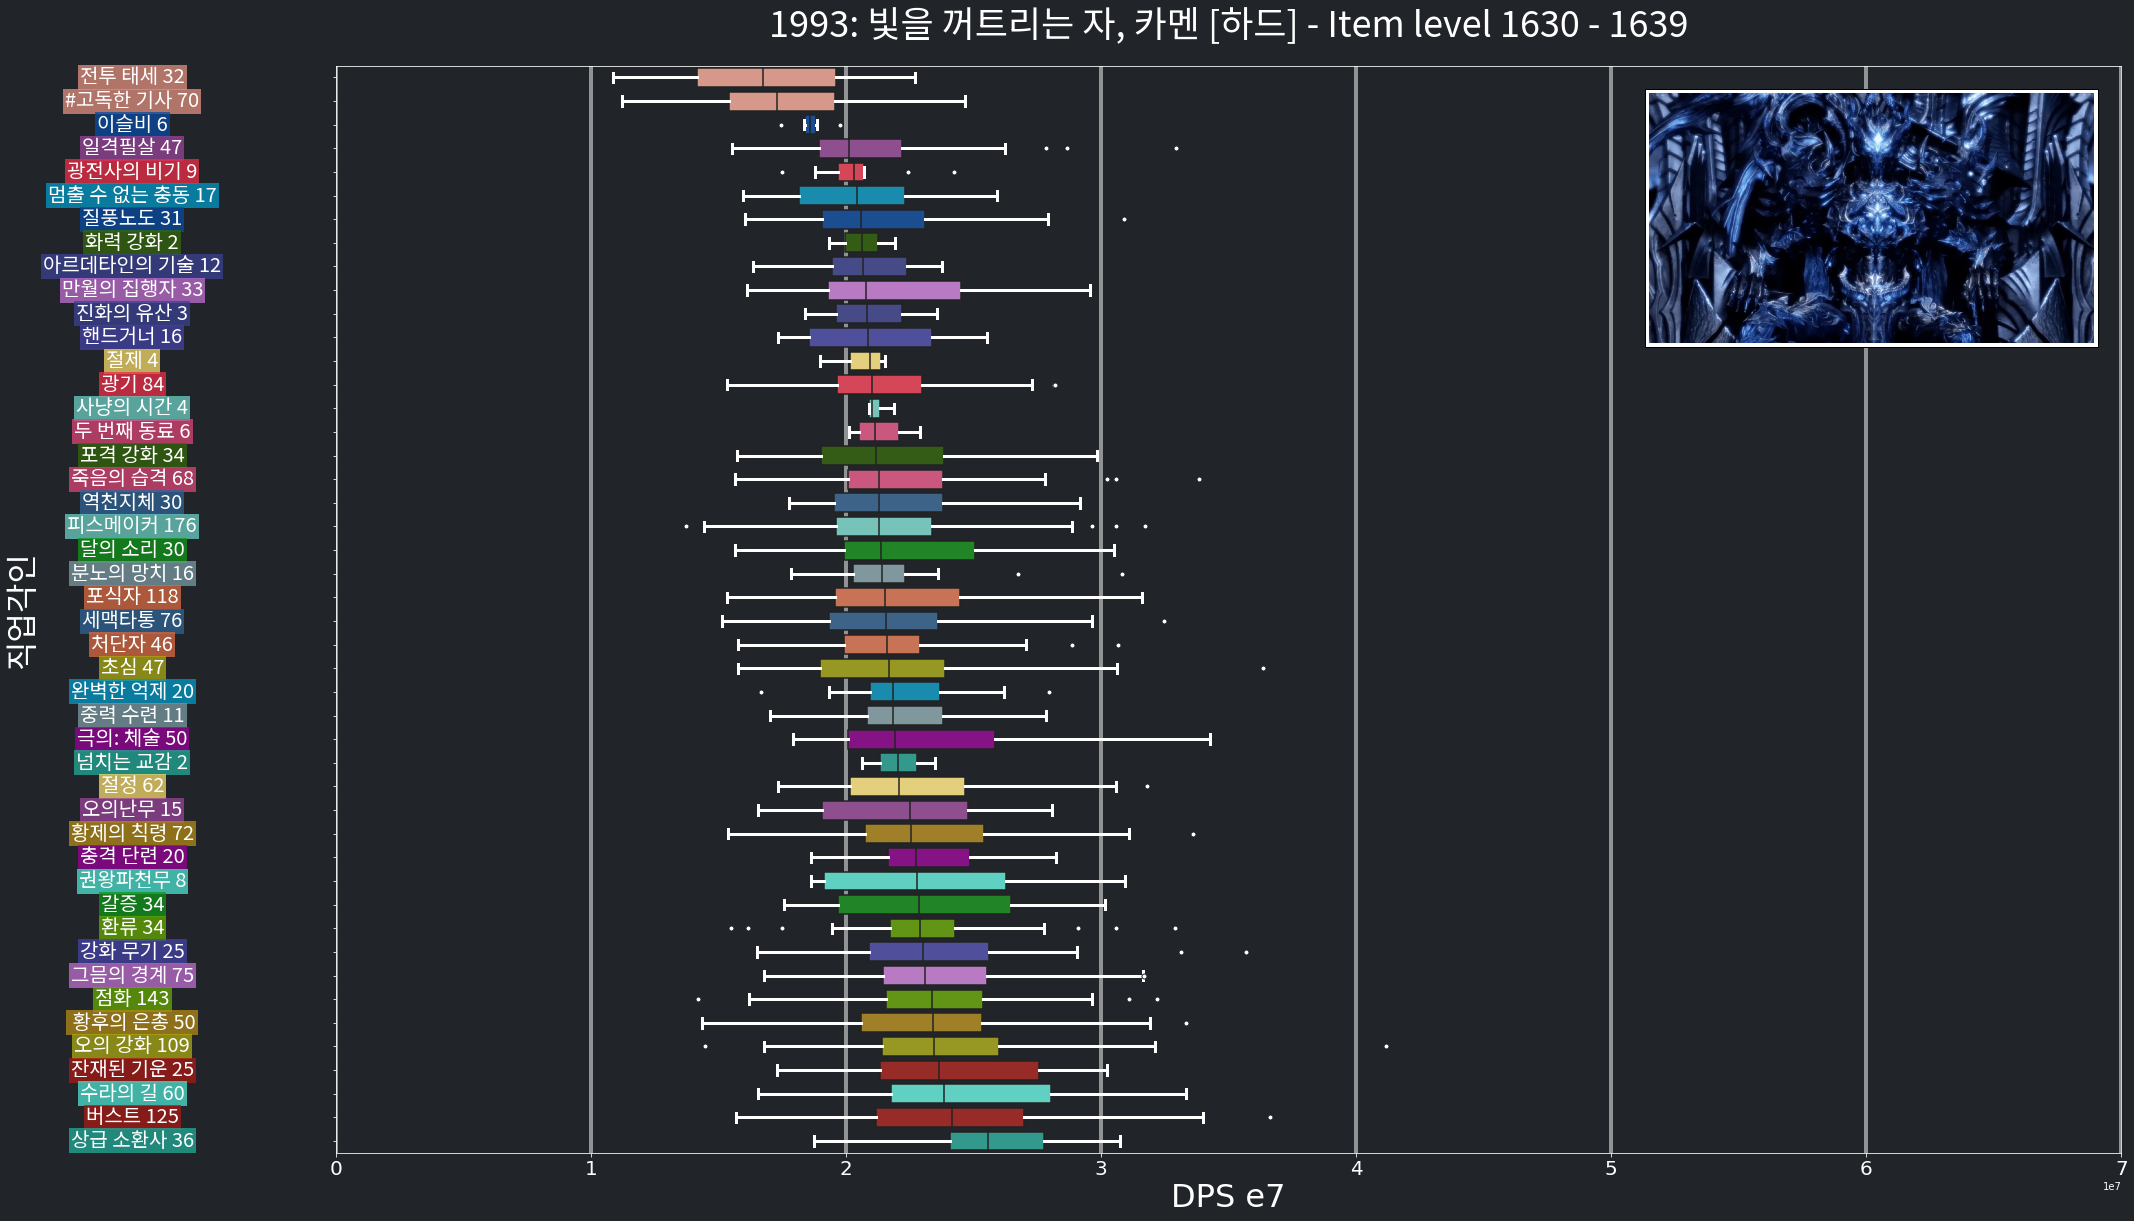 1993: 빛을 꺼트리는 자, 카멘 [하드] - Item level 1630 - 1639
직업각인
전투 태세 32
#고독한 기사 70
이슬비 6
일격필살 47
광전사의 비기 9
멈출 수 없는 충동 17
질풍노도 31
화력 강화 2
아르데타인의 기술 12
만월의 집행자 33
진화의 유산 3
핸드거너 16
절제 4
광기 84
사냥의 시간 4
두 번째 동료 6
포격 강화 34
죽음의 습격 68
역천지체 30
피스메이커 176
달의 소리 30
분노의 망치 16
포식자 118
세맥타통 76
처단자 46
초심 47
완벽한 억제 20
중력 수련 11
극의: 체술 50
넘치는 교감 2
절정 62
오의난무 15
황제의 칙령 72
충격 단련 20
권왕파천무 8
갈증 34
환류 34
강화 무기 25
그믐의 경계 75
점화 143
황후의 은총 50
오의 강화 109
잔재된 기운 25
수라의 길 60
버스트 125
상급 소환사 36
0 1 2 3 4 5 6 7
1e7
DPS e7